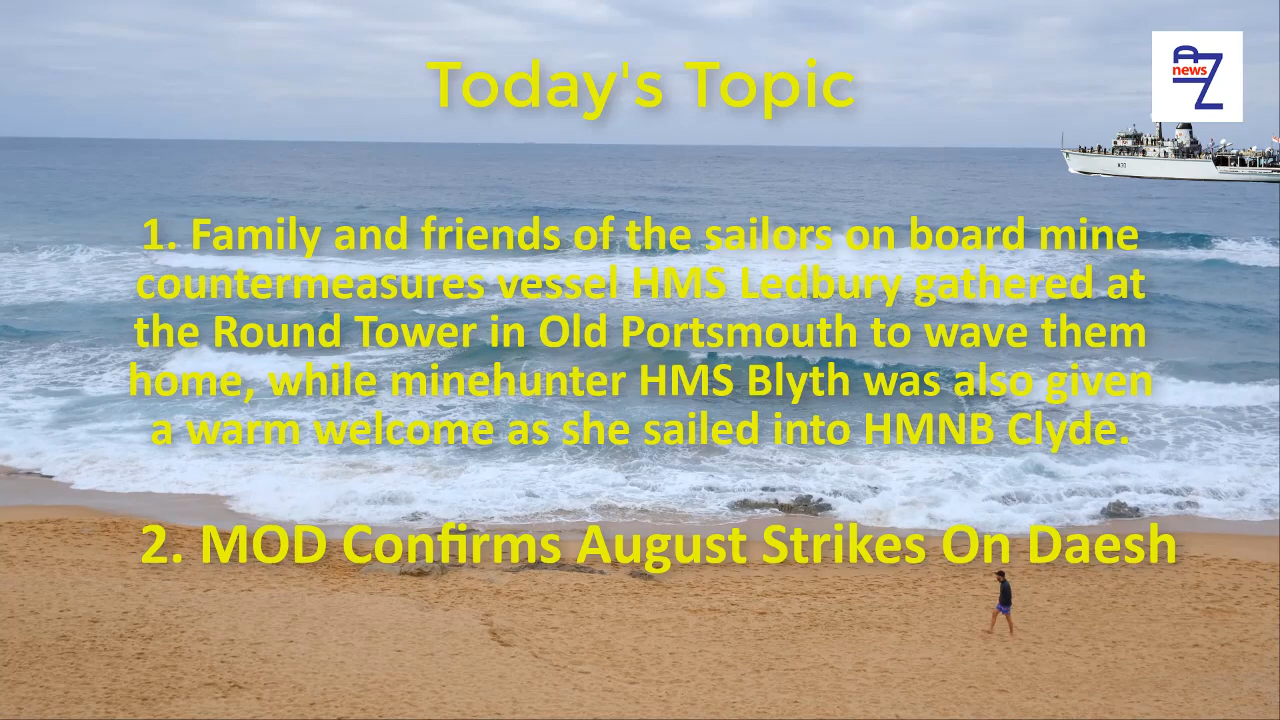 Today's Topic
A
news
Z
1. Family and friends of the sailors on board mine
countermeasures vessel HMS Ledbury gathered at
the Round Tower in Old Portsmouth to wave them
home, while minehunter HMS Blyth was also given
a warm welcome as she sailed into HMNB Clyde.
2. MOD Confirms August Strikes On Daesh